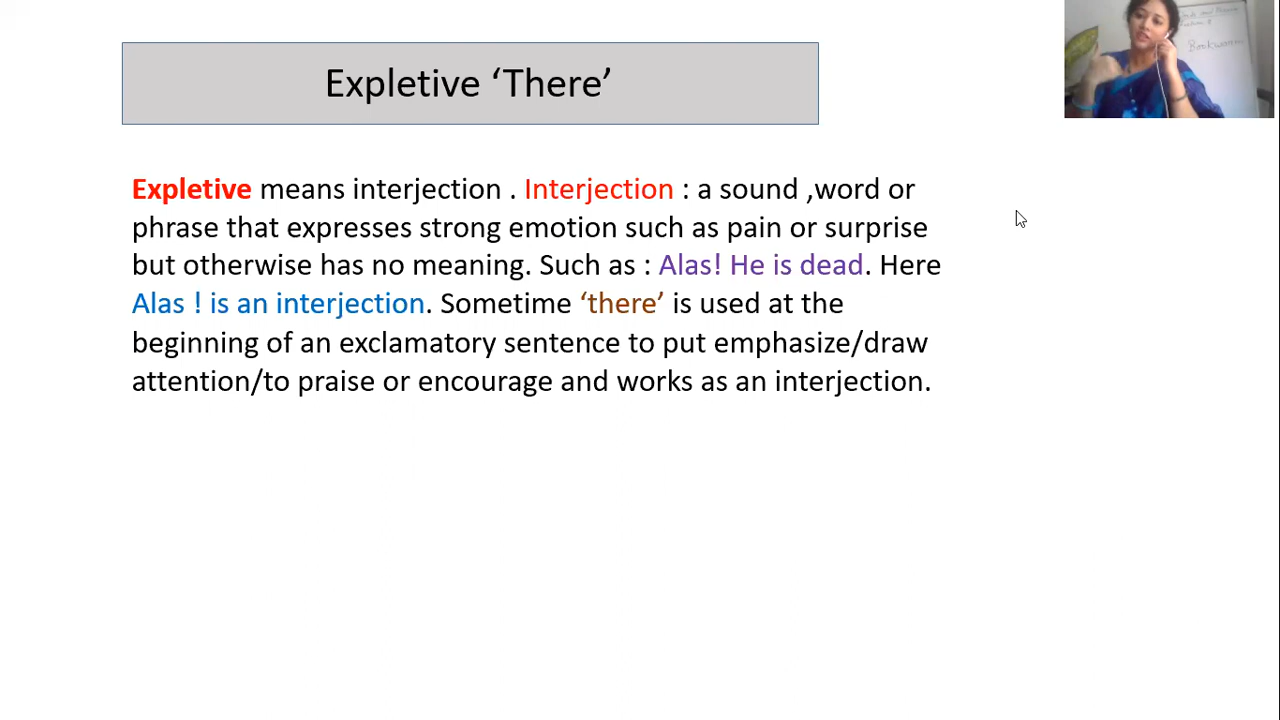 Expletive ‘There’
Expletive means interjection . Interjection : a sound ,word or
phrase that expresses strong emotion such as pain or surprise
but otherwise has no meaning. Such as : Alas! He is dead. Here
Alas ! is an interjection. Sometime ‘there’ is used at the
beginning of an exclamatory sentence to put emphasize/draw
attention/to praise or encourage and works as an interjection.